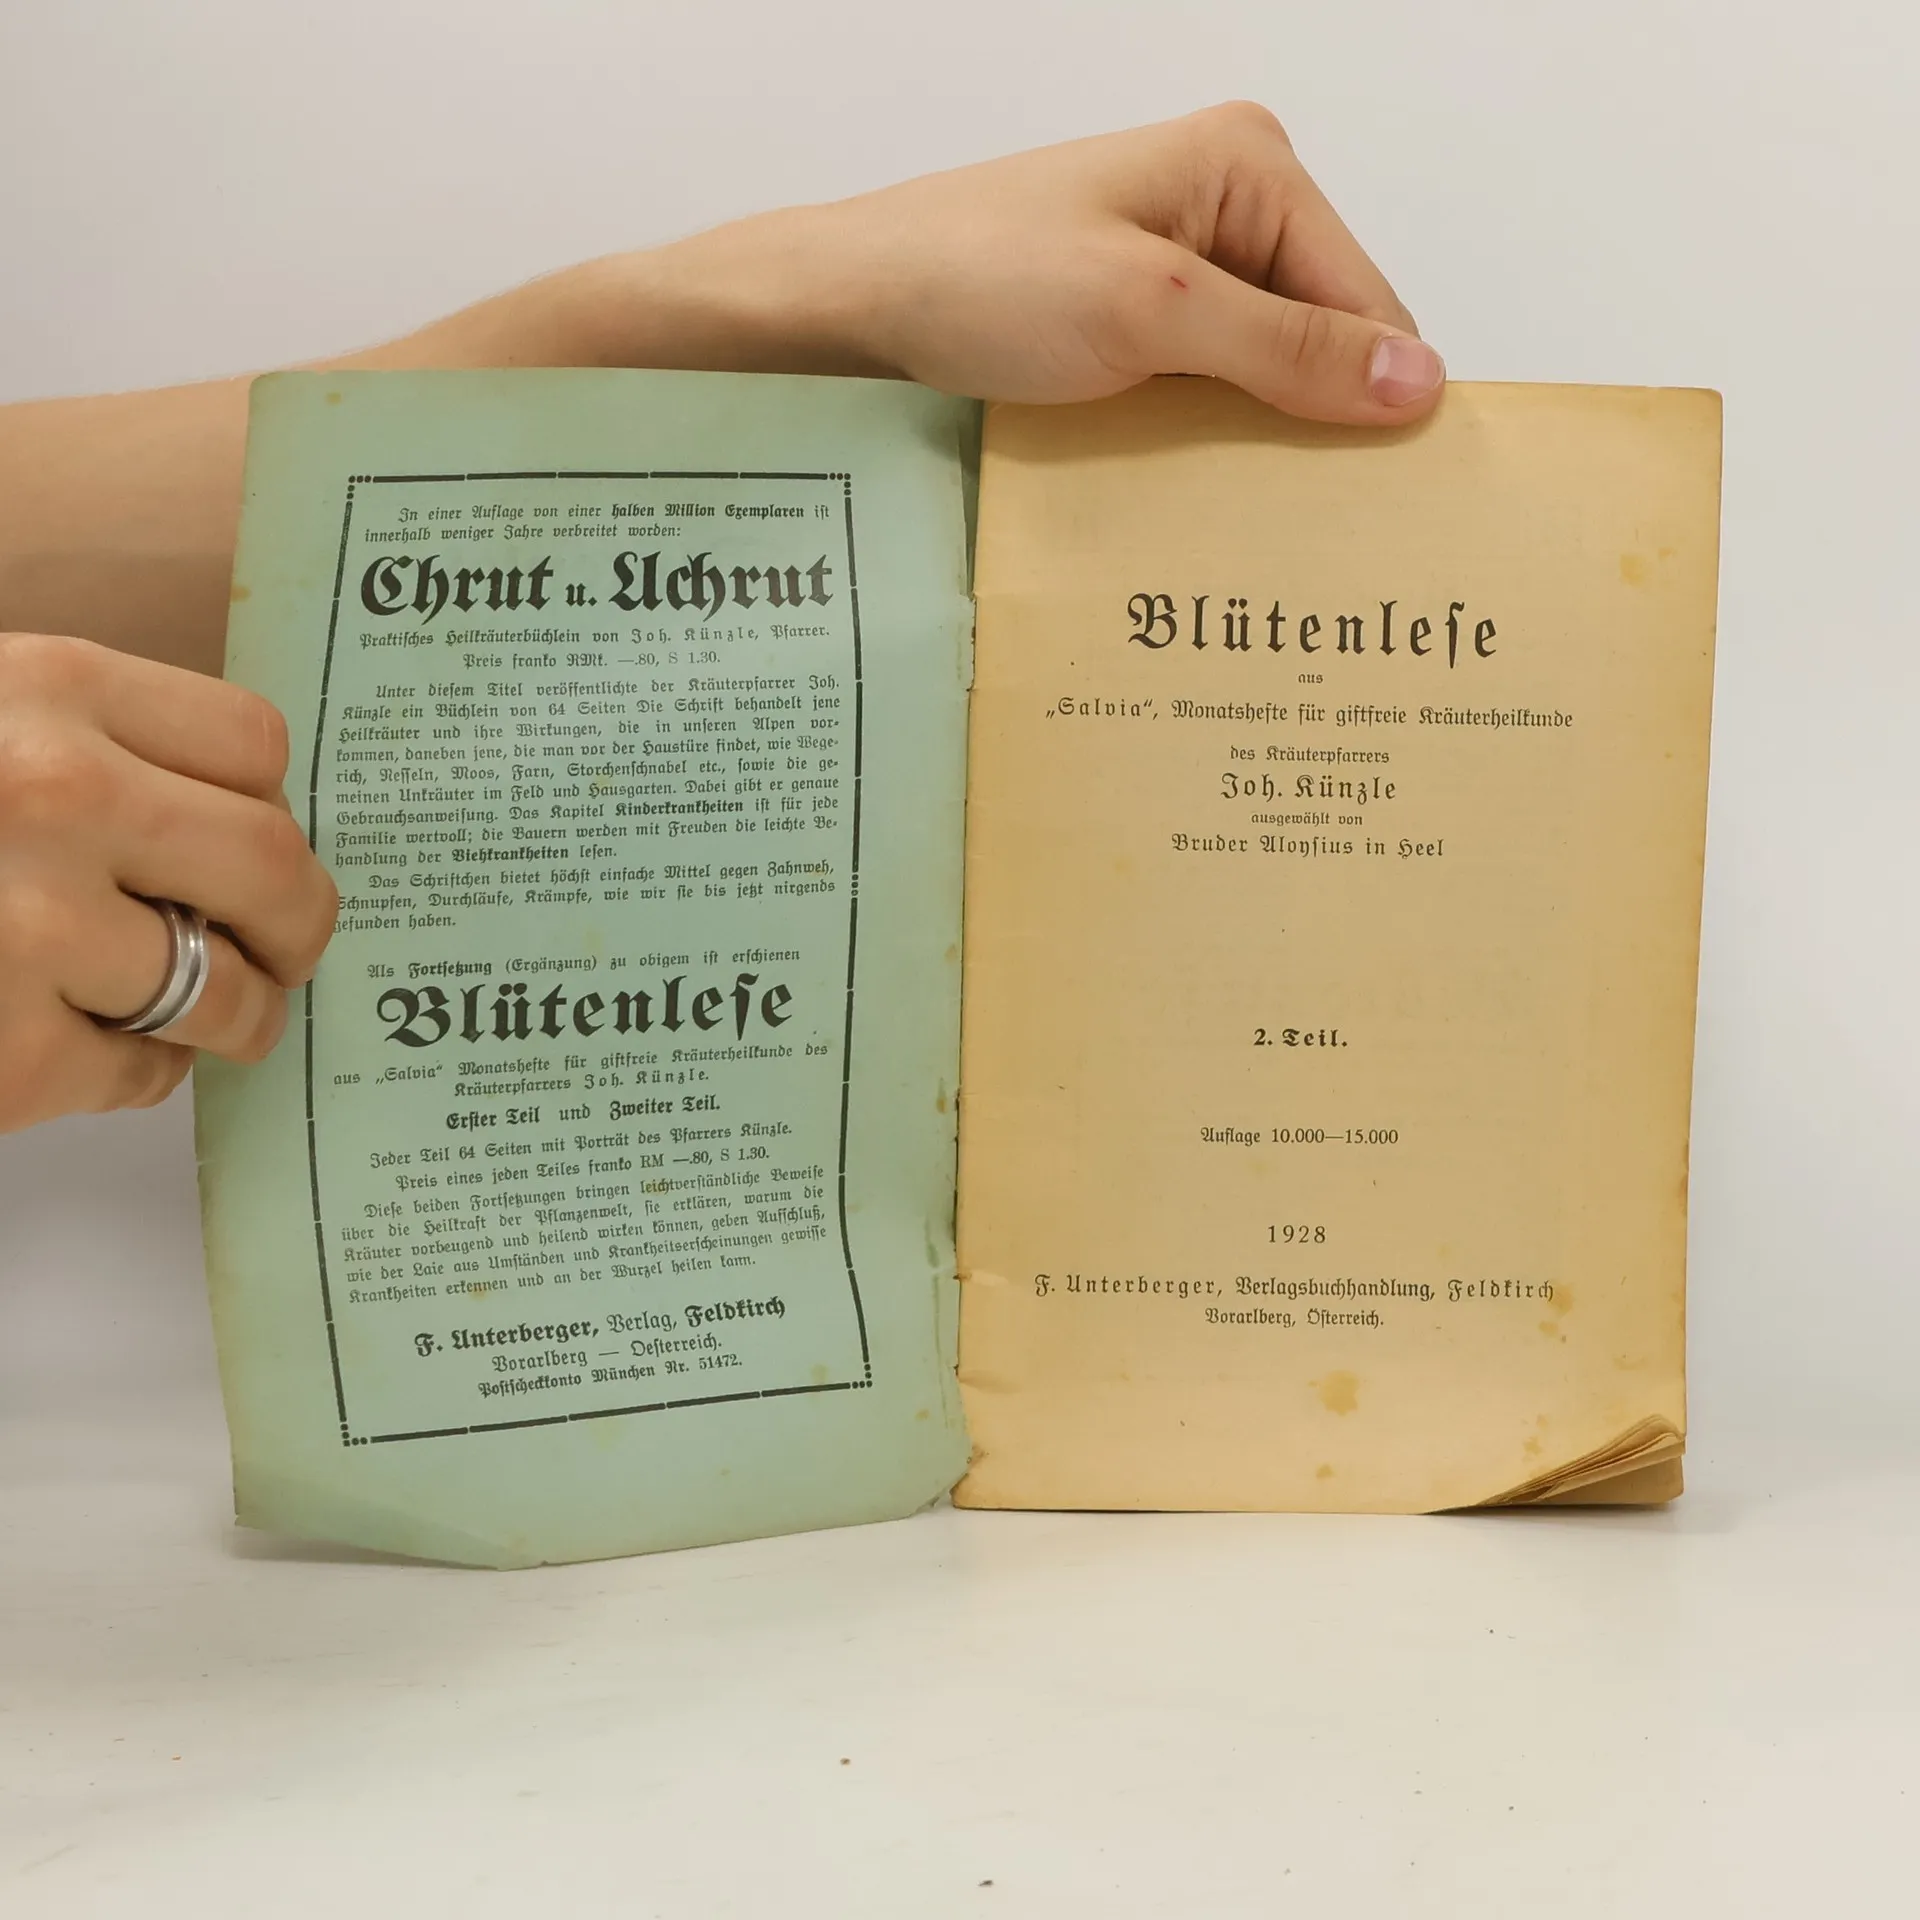 In einer Auflage von einer halben Million Exemplaren ist
innerhalb weniger Jahre verbreitet worden:
Chrut u. Uchrut
Praktisches Heilkräuterbüchlein von Joh. Künzle, Pfarrer.
Preis franko RMk. —.80, S 1.30.
Unter diesem Titel veröffentlichte der Kräuterpfarrer Joh.
Künzle ein Büchlein von 64 Seiten Die Schrift behandelt jene
Heilkräuter und ihre Wirkungen, die in unseren Alpen vor-
kommen, daneben jene, die man vor der Haustüre findet, wie Wege-
rich, Nesseln, Moos, Farn, Storchenschnabel etc., sowie die ge-
meinen Unkräuter im Feld und Hausgarten. Dabei gibt er genaue
Gebrauchsanweisung. Das Kapitel Kinderkrankheiten ist für jede
Familie wertvoll; die Bauern werden mit Freuden die leichte Be-
handlung der Viehkrankheiten lesen.
Das Schriftchen bietet höchst einfache Mittel gegen Zahnweh,
Schnupfen, Durchläufe, Krämpfe, wie wir sie bis jetzt nirgends
gefunden haben.
Als Fortsetzung (Ergänzung) zu obigem ist erschienen
Blütenlese
aus „Salvia“ Monatshefte für giftfreie Kräuterheilkunde des
Kräuterpfarrers Joh. Künzle.
Erster Teil und Zweiter Teil.
Jeder Teil 64 Seiten mit Porträt des Pfarrers Künzle.
Preis eines jeden Teiles franko RM —.80, S 1.30.
Diese beiden Fortsetzungen bringen leichtverständliche Beweise
über die Heilkraft der Pflanzenwelt, sie erklären, warum die
Kräuter vorbeugend und heilend wirken können, geben Aufschluß,
wie der Laie aus Umständen und Krankheitserscheinungen gewisse
Krankheiten erkennen und an der Wurzel heilen kann.
F. Unterberger, Verlag, Feldkirch
Vorarlberg — Oesterreich.
Postscheckkonto München Nr. 51472.
Blütenlese
aus
„Salvia“, Monatshefte für giftfreie Kräuterheilkunde
des Kräuterpfarrers
Joh. Künzle
ausgewählt von
Bruder Aloysius in Heel
2. Teil.
Auflage 10.000—15.000
1928
F. Unterberger, Verlagsbuchhandlung, Feldkirch
Vorarlberg, Österreich.